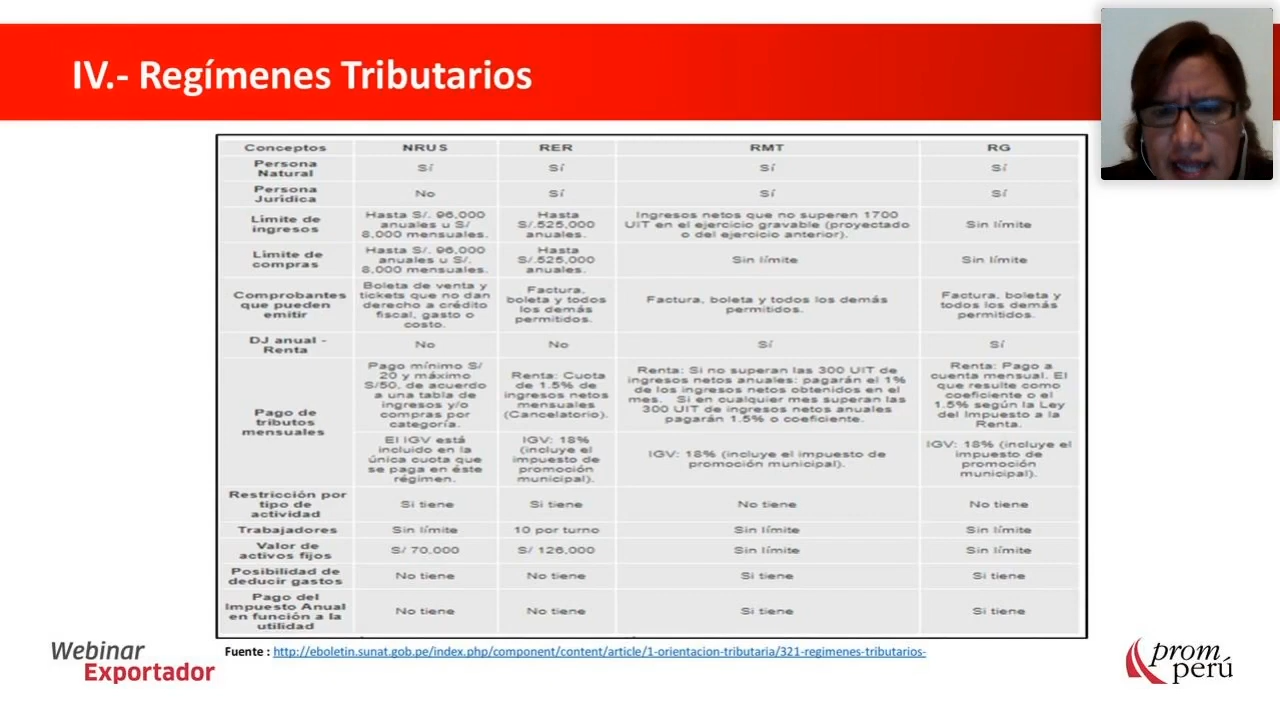 IV.- Regímenes Tributarios
Conceptos NRUS RER RMT RG
Persona
Natural
Sí Sí Sí Sí
Persona
Jurídica
No Sí Sí Sí
Límite de
ingresos
Hasta S/. 96,000
anuales u S/
8,000 mensuales.
Hasta
S/.525,000
anuales.
Ingresos netos que no superen 1700
UIT en el ejercicio gravable (proyectado
o del ejercicio anterior).
Sin límite
Límite de
compras
Hasta S/. 96,000
anuales u S/.
8,000 mensuales.
Hasta
S/.525,000
anuales.
Sin límite
Sin límite
Comprobantes
que pueden
emitir
Boleta de venta y
tickets que no dan
derecho a crédito
fiscal, gasto o
costo.
Factura,
boleta y todos
los demás
permitidos.
Factura, boleta y todos los demás
permitidos.
Factura, boleta y
todos los demás
permitidos.
DJ anual -
Renta
No No Sí Sí
Pago de
tributos
mensuales
Pago mínimo S/
20 y máximo
S/50, de acuerdo
a una tabla de
ingresos y/o
compras por
categoría.
Renta: Cuota
de 1.5% de
ingresos netos
mensuales
(Cancelatorio).
Renta: Si no superan las 300 UIT de
ingresos netos anuales: pagarán el 1%
de los ingresos netos obtenidos en el
mes. Si en cualquier mes superan las
300 UIT de ingresos netos anuales
pagarán 1.5% o coeficiente.
Renta: Pago a
cuenta mensual. El
que resulte como
coeficiente o el
1.5% según la Ley
del Impuesto a la
Renta.
El IGV está
incluido en la
única cuota que
se paga en éste
régimen.
IGV: 18%
(incluye el
impuesto de
promoción
municipal).
IGV: 18% (incluye el impuesto de
promoción municipal).
IGV: 18% (incluye el
impuesto de
promoción
municipal).
Restricción por
tipo de
actividad
Si tiene Si tiene No tiene No tiene
Trabajadores Sin límite 10 por turno Sin límite Sin límite
Valor de
activos fijos
S/ 70,000 S/ 126,000 Sin límite Sin límite
Posibilidad de
deducir gastos
No tiene No tiene Si tiene Si tiene
Pago del
Impuesto Anual
en función a la
utilidad
No tiene No tiene Si tiene Si tiene
Fuente : http://eboletin.sunat.gob.pe/index.php/component/content/article/1-orientacion-tributaria/321-regimenes-tributarios-
Webinar
Exportador
prom
perú